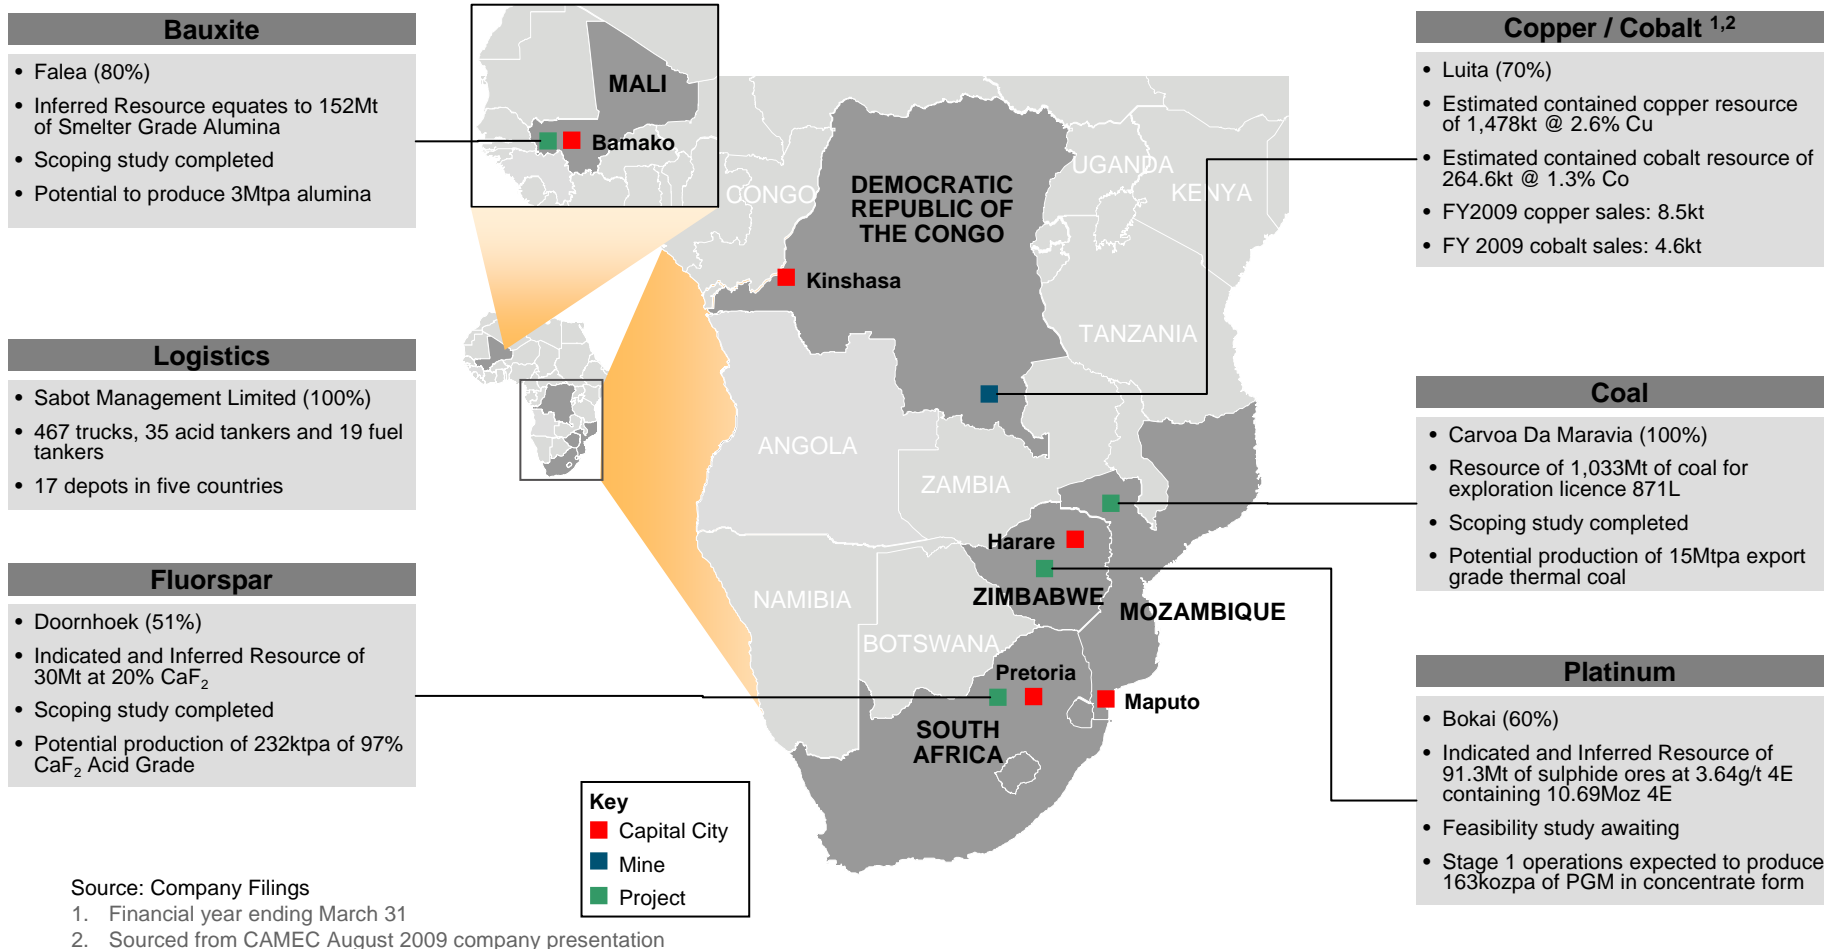 Bauxite
• Falea (80%)
• Inferred Resource equates to 152Mt
of Smelter Grade Alumina
• Scoping study completed
• Potential to produce 3Mtpa alumina
Logistics
• Sabot Management Limited (100%)
• 467 trucks, 35 acid tankers and 19 fuel
tankers
• 17 depots in five countries
Fluorspar
• Doornhoek (51%)
• Indicated and Inferred Resource of
30Mt at 20% CaF2
• Scoping study completed
• Potential production of 232ktpa of 97%
CaF2 Acid Grade
MALI
Bamako
CONGO
DEMOCRATIC
REPUBLIC OF
THE CONGO
UGANDA
KENYA
Kinshasa
TANZANIA
ANGOLA
ZAMBIA
Harare
ZIMBABWE
NAMIBIA
MOZAMBIQUE
BOTSWANA
Pretoria
Maputo
SOUTH
AFRICA
Key
Capital City
Mine
Project
Copper / Cobalt 1,2
• Luita (70%)
• Estimated contained copper resource
of 1,478kt @ 2.6% Cu
• Estimated contained cobalt resource of
264.6kt @ 1.3% Co
• FY2009 copper sales: 8.5kt
• FY 2009 cobalt sales: 4.6kt
Coal
• Carvoa Da Maravia (100%)
• Resource of 1,033Mt of coal for
exploration licence 871L
• Scoping study completed
• Potential production of 15Mtpa export
grade thermal coal
Platinum
• Bokai (60%)
• Indicated and Inferred Resource of
91.3Mt of sulphide ores at 3.64g/t 4E
containing 10.69Moz 4E
• Feasibility study awaiting
• Stage 1 operations expected to produce
163kozpa of PGM in concentrate form
Source: Company Filings
1. Financial year ending March 31
2. Sourced from CAMEC August 2009 company presentation